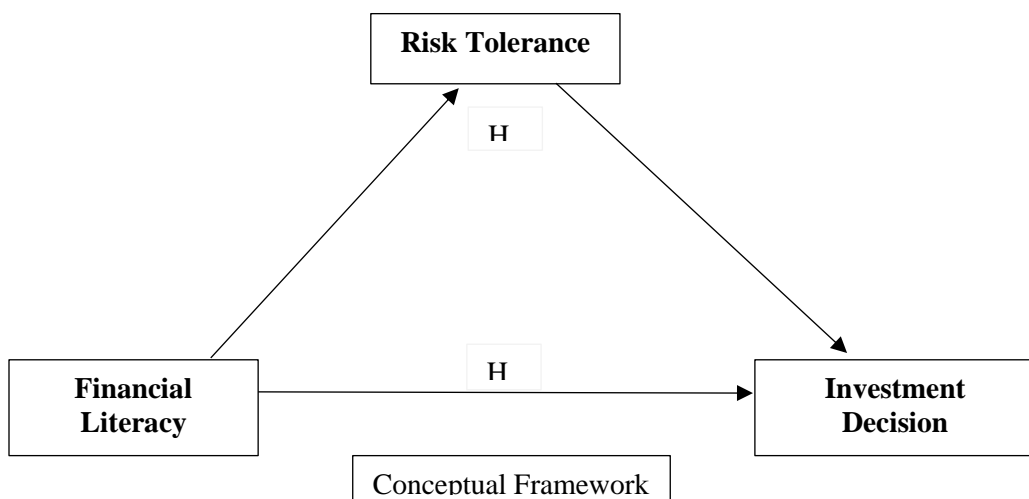 Risk Tolerance
H
H
Financial
Literacy
Investment
Decision
Conceptual Framework